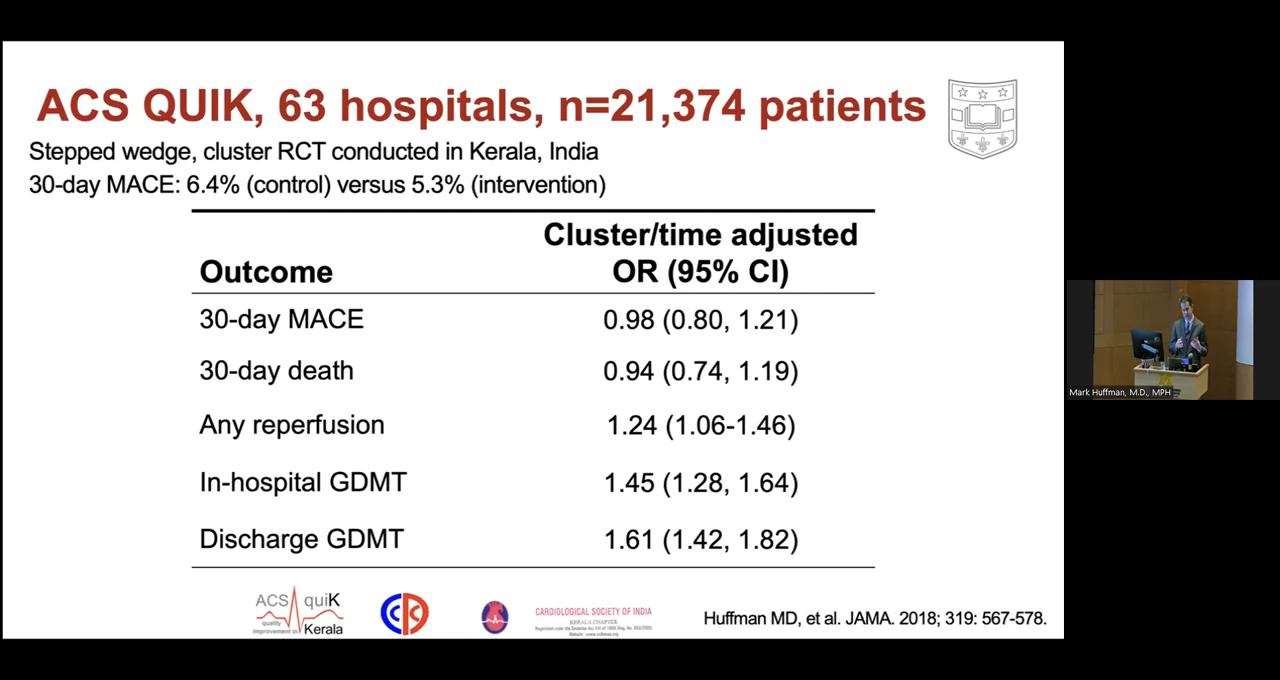 ACS QUIK, 63 hospitals, n=21,374 patients
Stepped wedge, cluster RCT conducted in Kerala, India
30-day MACE: 6.4% (control) versus 5.3% (intervention)
Cluster/time adjusted
Outcome OR (95% CI)
30-day MACE 0.98 (0.80, 1.21)
30-day death 0.94 (0.74, 1.19)
Any reperfusion 1.24 (1.06-1.46)
In-hospital GDMT 1.45 (1.28, 1.64)
Discharge GDMT 1.61 (1.42, 1.82)
ACS quiK
quality
improvement in Kerala
CARDIOLOGICAL SOCIETY OF INDIA
KERALA CHAPTER
Huffman MD, et al. JAMA. 2018; 319: 567-578.
Mark Huffman, M.D., MPH